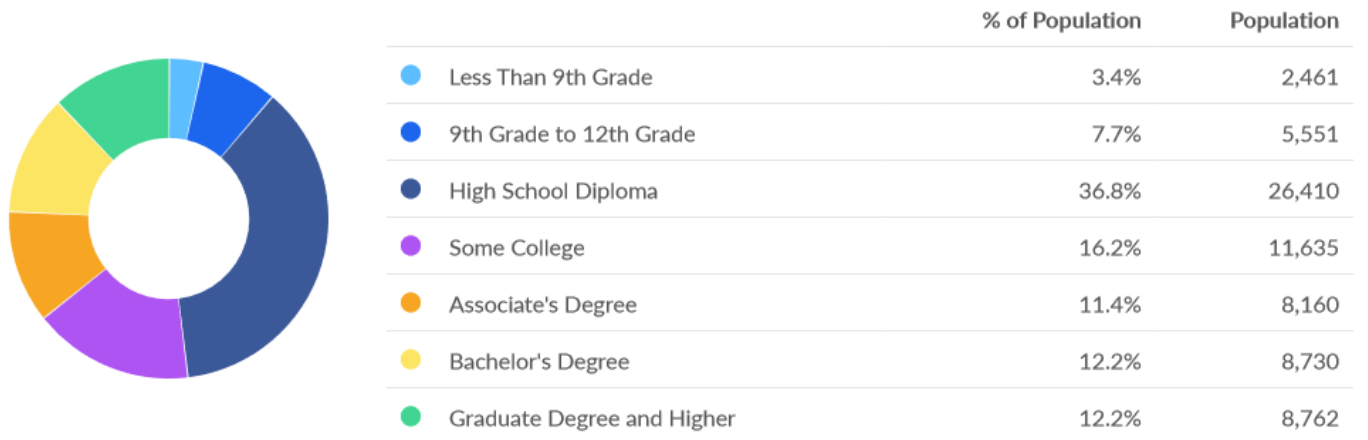 % of Population Population
Less Than 9th Grade 3.4% 2,461
9th Grade to 12th Grade 7.7% 5,551
High School Diploma 36.8% 26,410
Some College 16.2% 11,635
Associate's Degree 11.4% 8,160
Bachelor's Degree 12.2% 8,730
Graduate Degree and Higher 12.2% 8,762